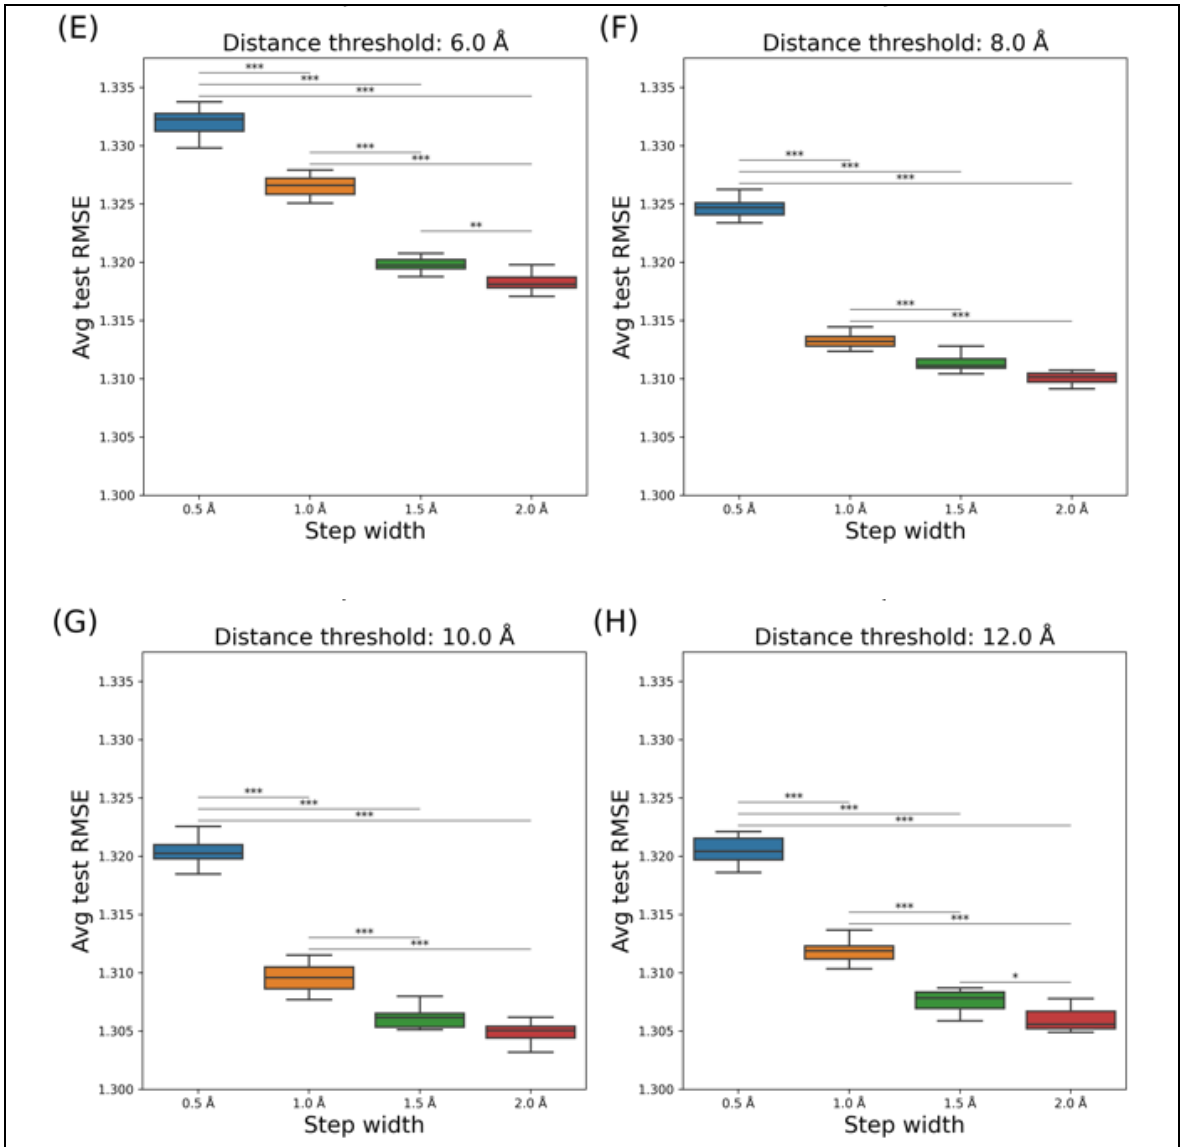 (E)
Distance threshold: 6.0 Å
Avg test RMSE
1.335
1.330
1.325
1.320
1.315
1.310
1.305
1.300
***
***
***
***
***
**
0.5 Å 1.0 Å 1.5 Å 2.0 Å
Step width
(F)
Distance threshold: 8.0 Å
Avg test RMSE
1.335
1.330
1.325
1.320
1.315
1.310
1.305
1.300
***
***
***
***
***
0.5 Å 1.0 Å 1.5 Å 2.0 Å
Step width
(G)
Distance threshold: 10.0 Å
Avg test RMSE
1.335
1.330
1.325
1.320
1.315
1.310
1.305
1.300
***
***
***
***
***
0.5 Å 1.0 Å 1.5 Å 2.0 Å
Step width
(H)
Distance threshold: 12.0 Å
Avg test RMSE
1.335
1.330
1.325
1.320
1.315
1.310
1.305
1.300
***
***
***
***
***
*
0.5 Å 1.0 Å 1.5 Å 2.0 Å
Step width